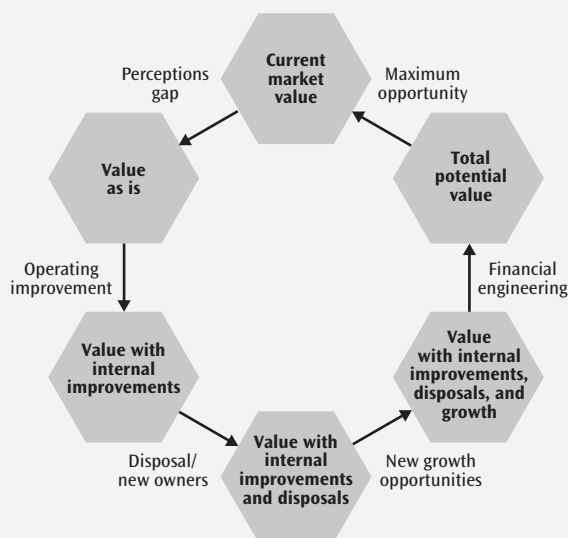 Current
market
value
Perceptions
gap
Value
as is
Operating
improvement
Value with
internal
improvements
Disposal/
new owners
Value with
internal
improvements
and disposals
New growth
opportunities
Value
with internal
improvements,
disposals, and
growth
Financial
engineering
Total
potential
value
Maximum
opportunity